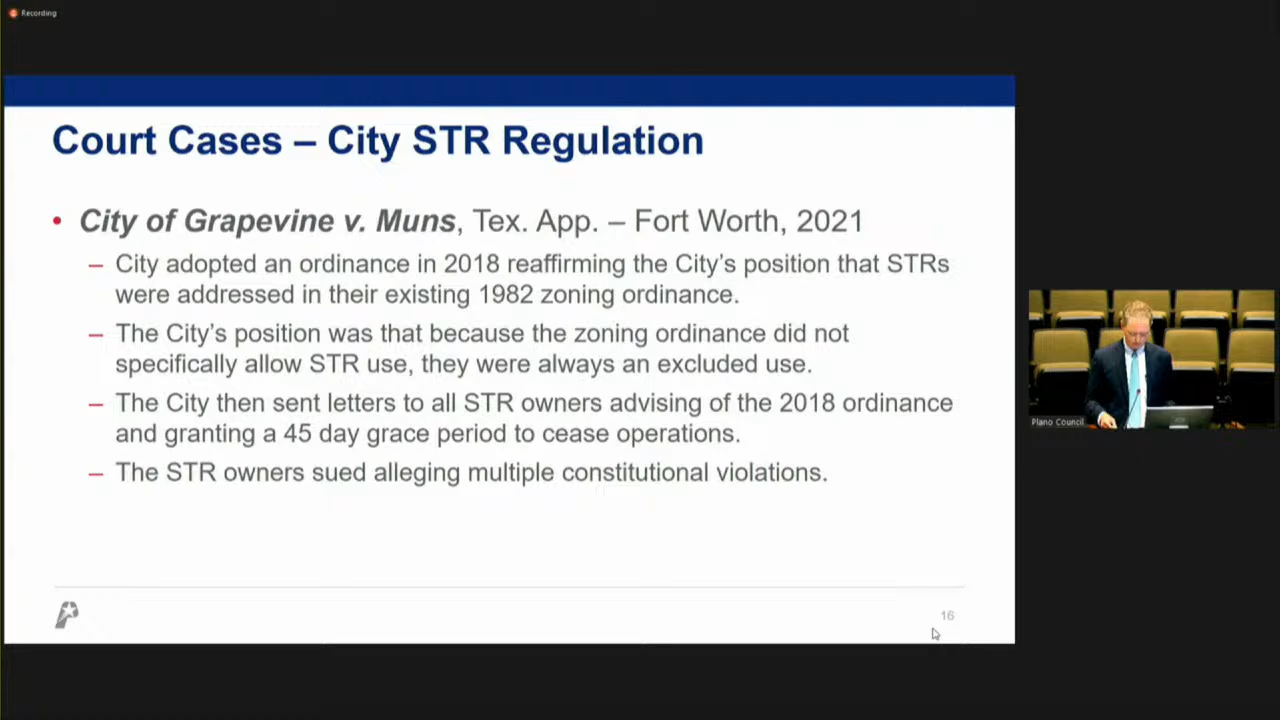 Recording
Court Cases – City STR Regulation
• City of Grapevine v. Muns, Tex. App. – Fort Worth, 2021
– City adopted an ordinance in 2018 reaffirming the City’s position that STRs
were addressed in their existing 1982 zoning ordinance.
– The City’s position was that because the zoning ordinance did not
specifically allow STR use, they were always an excluded use.
– The City then sent letters to all STR owners advising of the 2018 ordinance
and granting a 45 day grace period to cease operations.
– The STR owners sued alleging multiple constitutional violations.
Plano Council
16